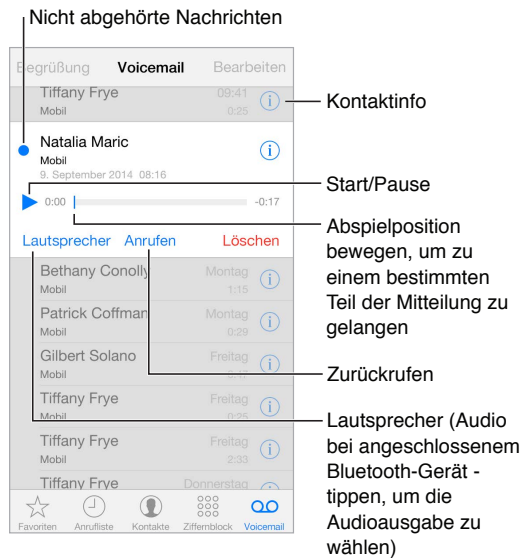 Nicht abgehörte Nachrichten
Begrüßung Voicemail Bearbeiten
Tiffany Frye 09:41
Mobil 0:25
Kontaktinfo
Natalia Maric
Mobil
9. September 2014 08:16
Start/Pause
0:00 -0:17
Abspielposition
bewegen, um zu
einem bestimmten
Teil der Mitteilung zu
gelangen
Lautsprecher Anrufen Löschen
Bethany Conolly Montag
Mobil 1:15
Patrick Coffman Montag
Mobil 0:29
Gilbert Solano Freitag
Mobil
Zurückrufen
Tiffany Frye Freitag
Mobil 0:25
Lautsprecher (Audio
bei angeschlossenem
Bluetooth-Gerät -
tippen, um die
Audioausgabe zu
wählen)
Tiffany Frye Freitag
Mobil 2:33
Tiffany Frye Donnerstag
Favoriten Anrufliste Kontakte Ziffernblock Voicemail